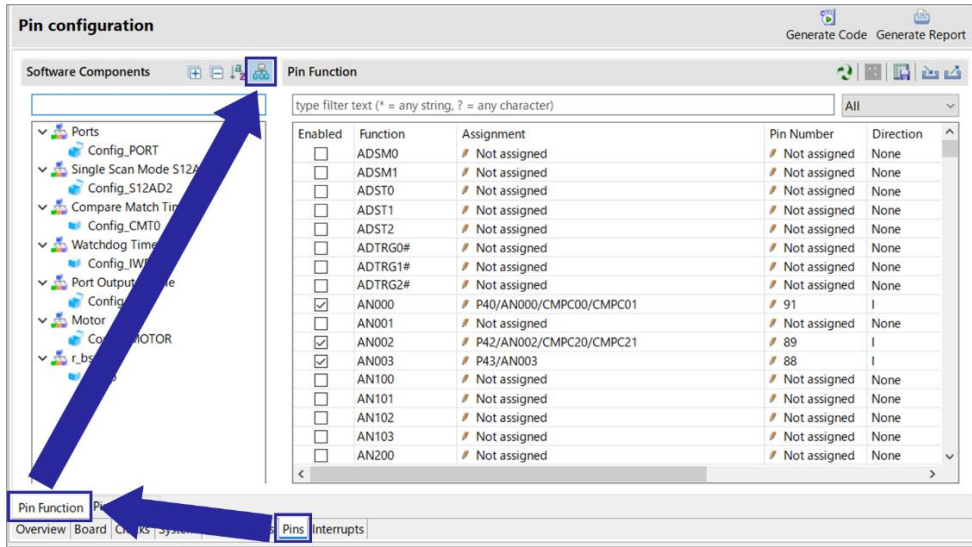 Pin configuration
Generate Code Generate Report
Software Components
Pin Function
type filter text (* = any string, ? = any character)
All
Ports
Config_PORT
Single Scan Mode S12A
Config_S12AD2
Compare Match Tim
Config_CMT0
Watchdog Time
Port Output
Config
Motor
MOTOR
Enabled Function Assignment Pin Number Direction
ADSM0 Not assigned Not assigned None
ADSM1 Not assigned Not assigned None
ADST0 Not assigned Not assigned None
ADST1 Not assigned Not assigned None
ADST2 Not assigned Not assigned None
ADTRG0# Not assigned Not assigned None
ADTRG1# Not assigned Not assigned None
ADTRG2# Not assigned Not assigned None
AN000 P40/AN000/CMPC00/CMPC01 91 I
AN001 Not assigned Not assigned None
AN002 P42/AN002/CMPC20/CMPC21 89 I
AN003 P43/AN003 88 I
AN100 Not assigned Not assigned None
AN101 Not assigned Not assigned None
AN102 Not assigned Not assigned None
AN103 Not assigned Not assigned None
AN200 Not assigned Not assigned None
Pin Function
Overview Board Pins Interrupts